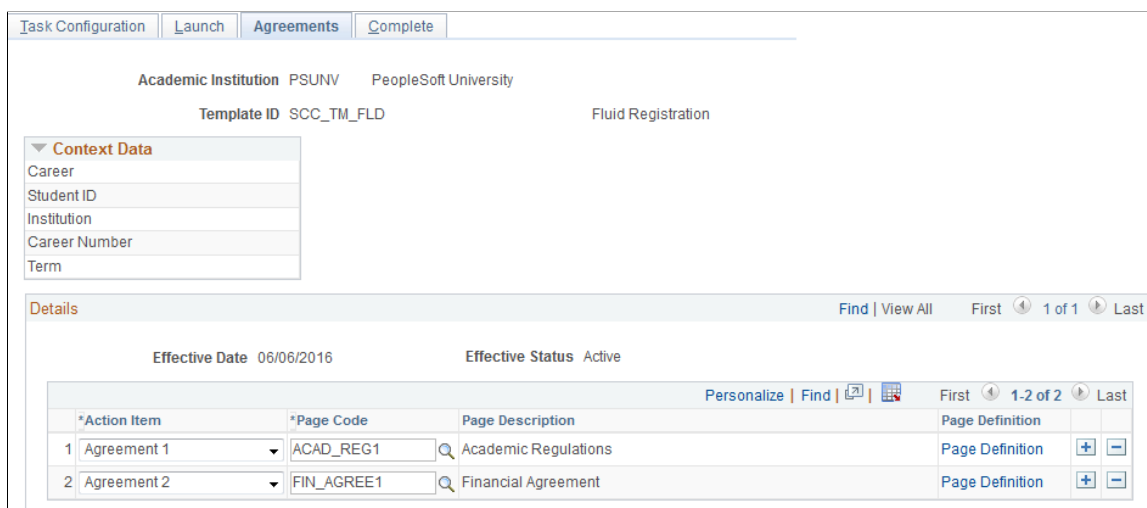 Task Configuration Launch Agreements Complete
Academic Institution PSUNV PeopleSoft University
Template ID SCC_TM_FLD Fluid Registration
Context Data
Career
Student ID
Institution
Career Number
Term
Details Find | View All First 1 of 1 Last
Effective Date 06/06/2016 Effective Status Active
Personalize | Find | | First 1-2 of 2 Last
*Action Item *Page Code Page Description Page Definition
1 Agreement 1 ACAD_REG1 Academic Regulations Page Definition + -
2 Agreement 2 FIN_AGREE1 Financial Agreement Page Definition + -